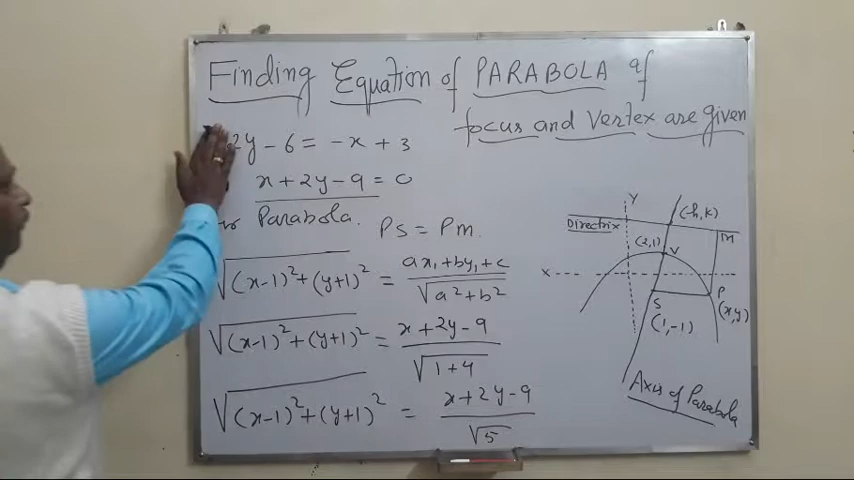 Finding Equation of PARABOLA if
focus and Vertex are given
2y - 6 = -x + 3
x + 2y - 9 = 0
Parabola. PS = PM.
√(x-1)² + (y+1)² = ax₁ + by₁ + c / √a² + b²
√(x-1)² + (y+1)² = x + 2y - 9 / √1+4
√(x-1)² + (y+1)² = x + 2y - 9 / √5
Y
(-h, k)
Directrix
M
(2,1) V
X
P
(x,y)
S
(1,-1)
Axis of Parabola